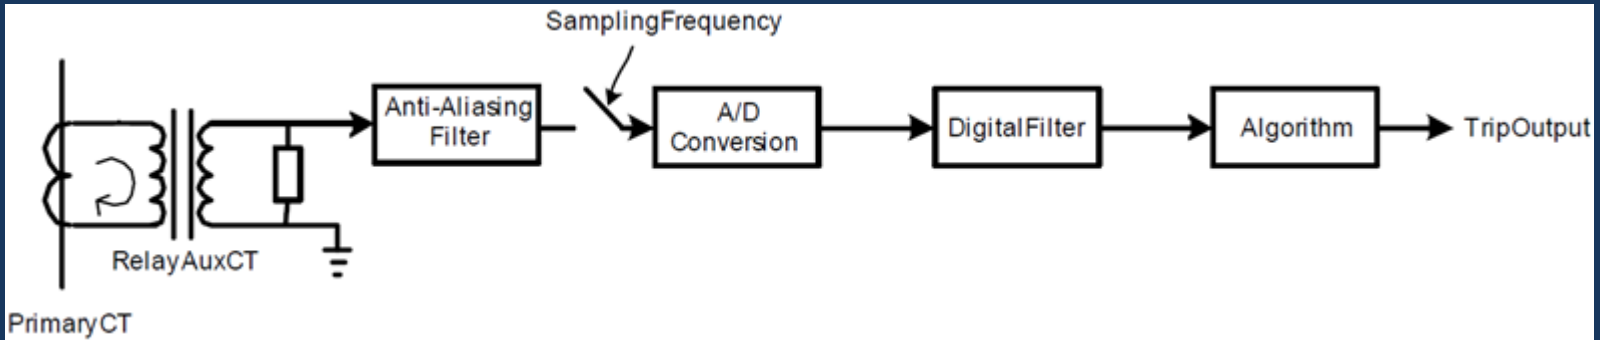 SamplingFrequency
Anti-Aliasing
Filter
A/D
Conversion
DigitalFilter
Algorithm
TripOutput
RelayAuxCT
PrimaryCT